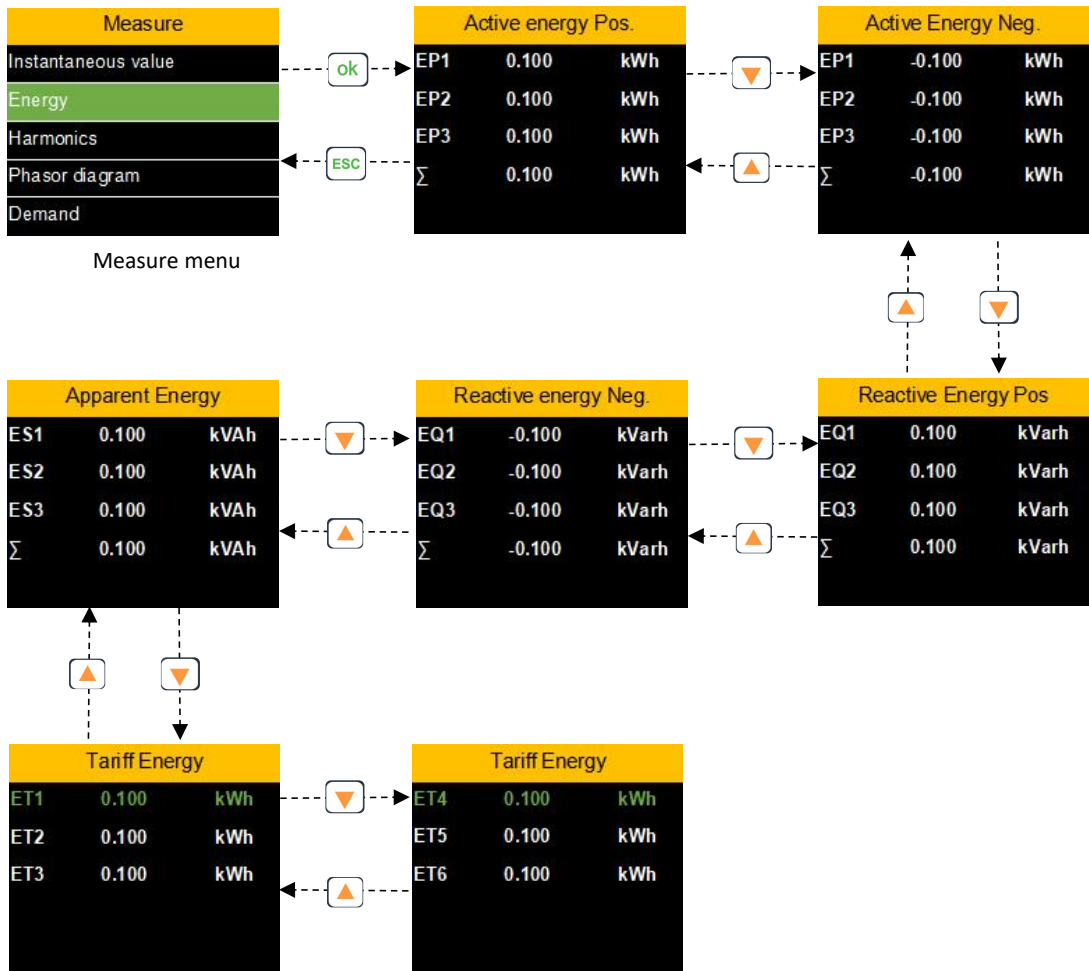 Measure
Instantaneous value
Energy
Harmonics
Phasor diagram
Demand
Measure menu
ok
ESC
Active energy Pos.
EP1 0.100 kWh
EP2 0.100 kWh
EP3 0.100 kWh
∑ 0.100 kWh
Active Energy Neg.
EP1 -0.100 kWh
EP2 -0.100 kWh
EP3 -0.100 kWh
∑ -0.100 kWh
Apparent Energy
ES1 0.100 kVAh
ES2 0.100 kVAh
ES3 0.100 kVAh
∑ 0.100 kVAh
Reactive energy Neg.
EQ1 -0.100 kVarh
EQ2 -0.100 kVarh
EQ3 -0.100 kVarh
∑ -0.100 kVarh
Reactive Energy Pos
EQ1 0.100 kVarh
EQ2 0.100 kVarh
EQ3 0.100 kVarh
∑ 0.100 kVarh
Tariff Energy
ET1 0.100 kWh
ET2 0.100 kWh
ET3 0.100 kWh
Tariff Energy
ET4 0.100 kWh
ET5 0.100 kWh
ET6 0.100 kWh